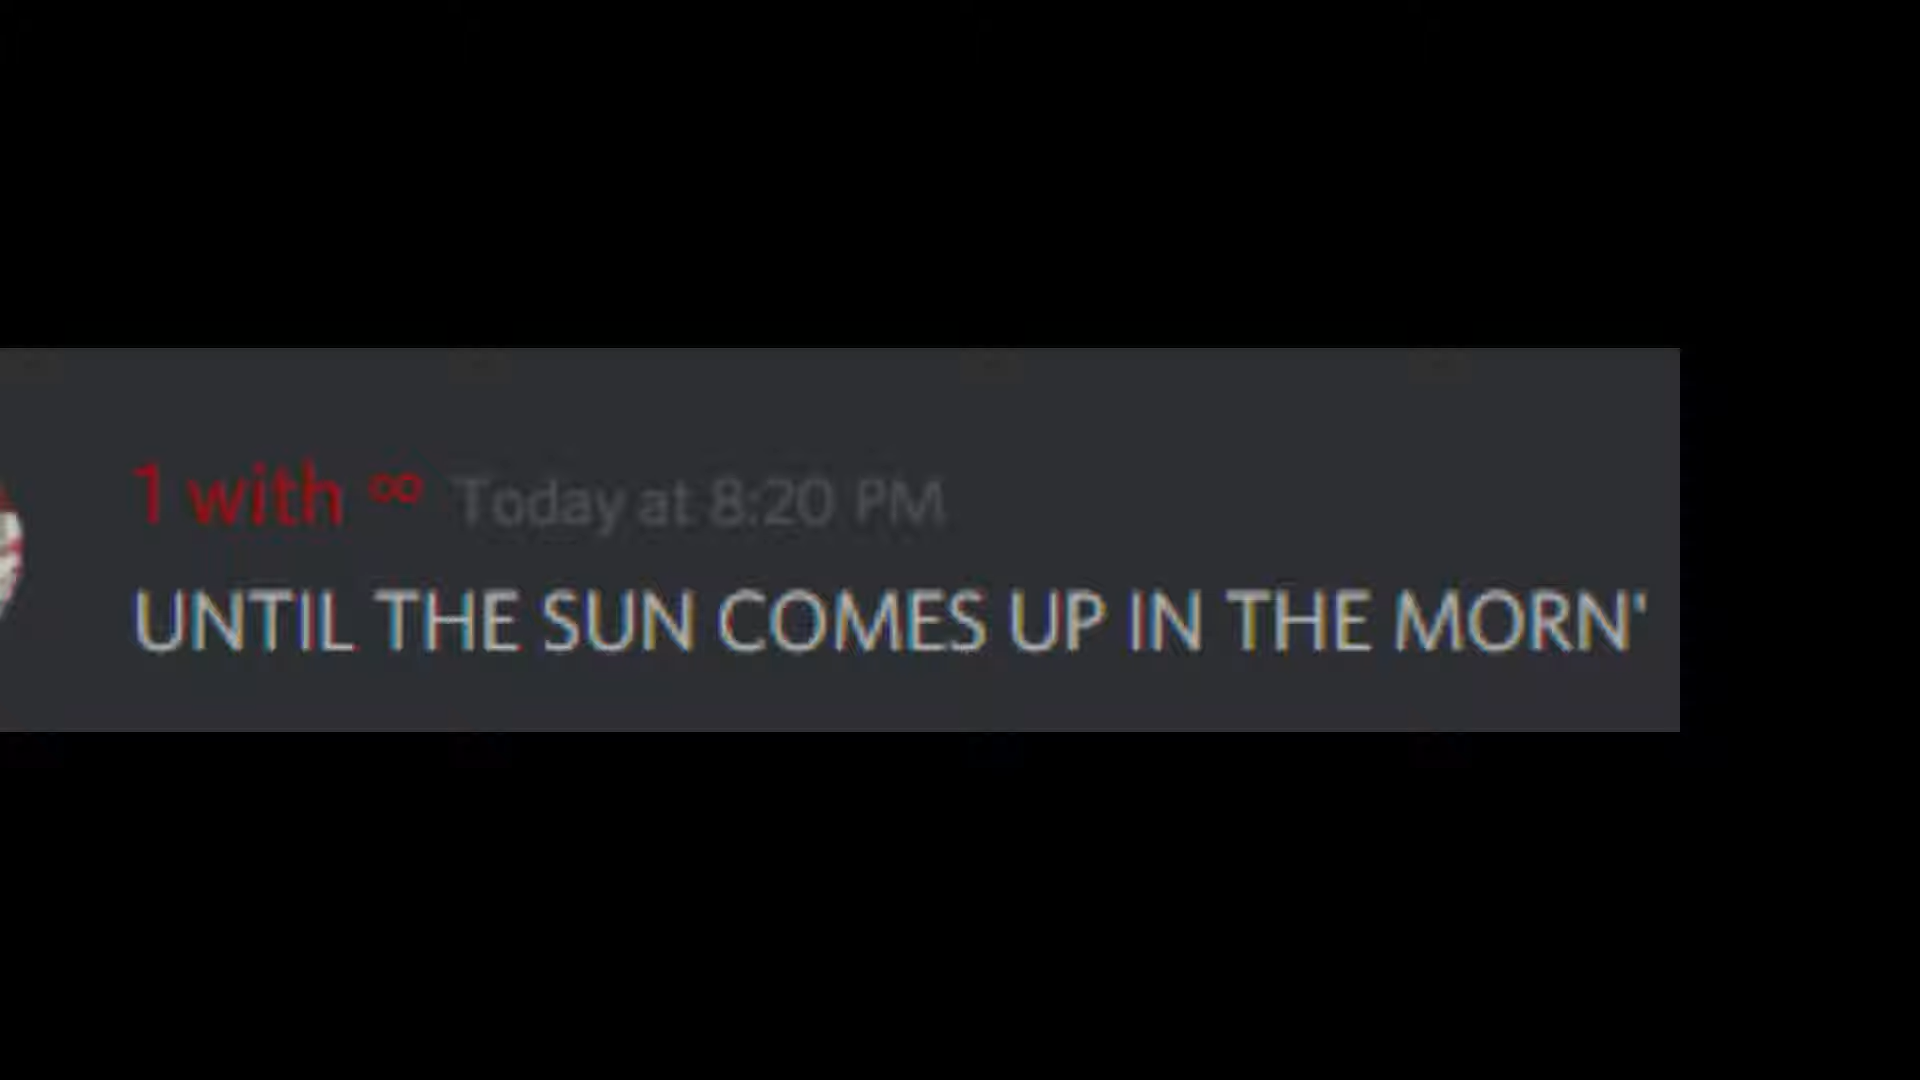 1 with ∞ Today at 8:20 PM
UNTIL THE SUN COMES UP IN THE MORN'